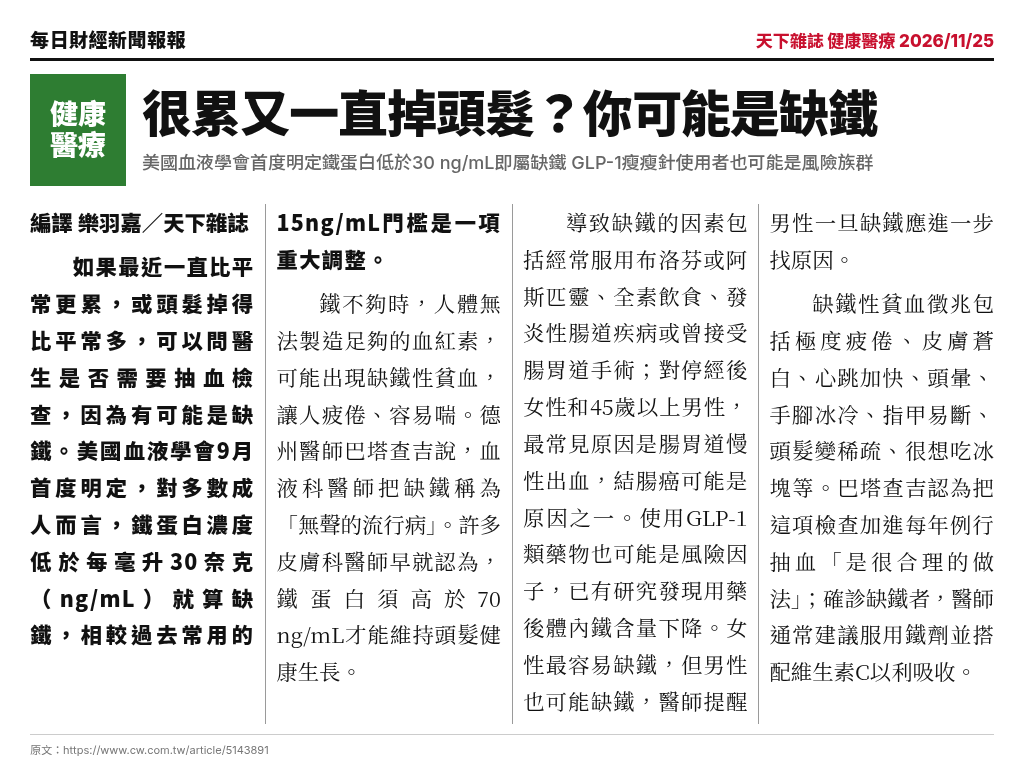 每日財經新聞報報
天下雜誌 健康醫療 2026/11/25
健康
醫療
很累又一直掉頭髮？你可能是缺鐵
美國血液學會首度明定鐵蛋白低於30 ng/mL即屬缺鐵 GLP-1瘦瘦針使用者也可能是風險族群
編譯 樂羽嘉／天下雜誌
如果最近一直比平
常更累，或頭髮掉得
比平常多，可以問醫
生是否需要抽血檢
查，因為有可能是缺
鐵。美國血液學會9月
首度明定，對多數成
人而言，鐵蛋白濃度
低於每毫升30奈克
（ng/mL）就算缺
鐵，相較過去常用的
15ng/mL門檻是一項
重大調整。
鐵不夠時，人體無
法製造足夠的血紅素，
可能出現缺鐵性貧血，
讓人疲倦、容易喘。德
州醫師巴塔查吉說，血
液科醫師把缺鐵稱為
「無聲的流行病」。許多
皮膚科醫師早就認為，
鐵蛋白須高於70
ng/mL才能維持頭髮健
康生長。
導致缺鐵的因素包
括經常服用布洛芬或阿
斯匹靈、全素飲食、發
炎性腸道疾病或曾接受
腸胃道手術；對停經後
女性和45歲以上男性，
最常見原因是腸胃道慢
性出血，結腸癌可能是
原因之一。使用GLP-1
類藥物也可能是風險因
子，已有研究發現用藥
後體內鐵含量下降。女
性最容易缺鐵，但男性
也可能缺鐵，醫師提醒
男性一旦缺鐵應進一步
找原因。
缺鐵性貧血徵兆包
括極度疲倦、皮膚蒼
白、心跳加快、頭暈、
手腳冰冷、指甲易斷、
頭髮變稀疏、很想吃冰
塊等。巴塔查吉認為把
這項檢查加進每年例行
抽血「是很合理的做
法」；確診缺鐵者，醫師
通常建議服用鐵劑並搭
配維生素C以利吸收。
原文：https://www.cw.com.tw/article/5143891